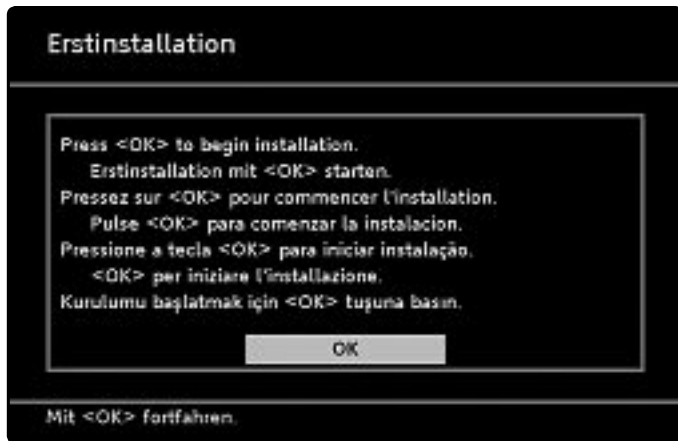 Erstinstallation
Press <OK> to begin installation.
Erstinstallation mit <OK> starten.
Pressez sur <OK> pour commencer l'installation.
Pulse <OK> para comenzar la instalacion.
Pressione a tecla <OK> para iniciar instalação.
<OK> per iniziare l'installazione.
Kurulumu başlatmak için <OK> tuşuna basın.
OK
Mit <OK> fortfahren.